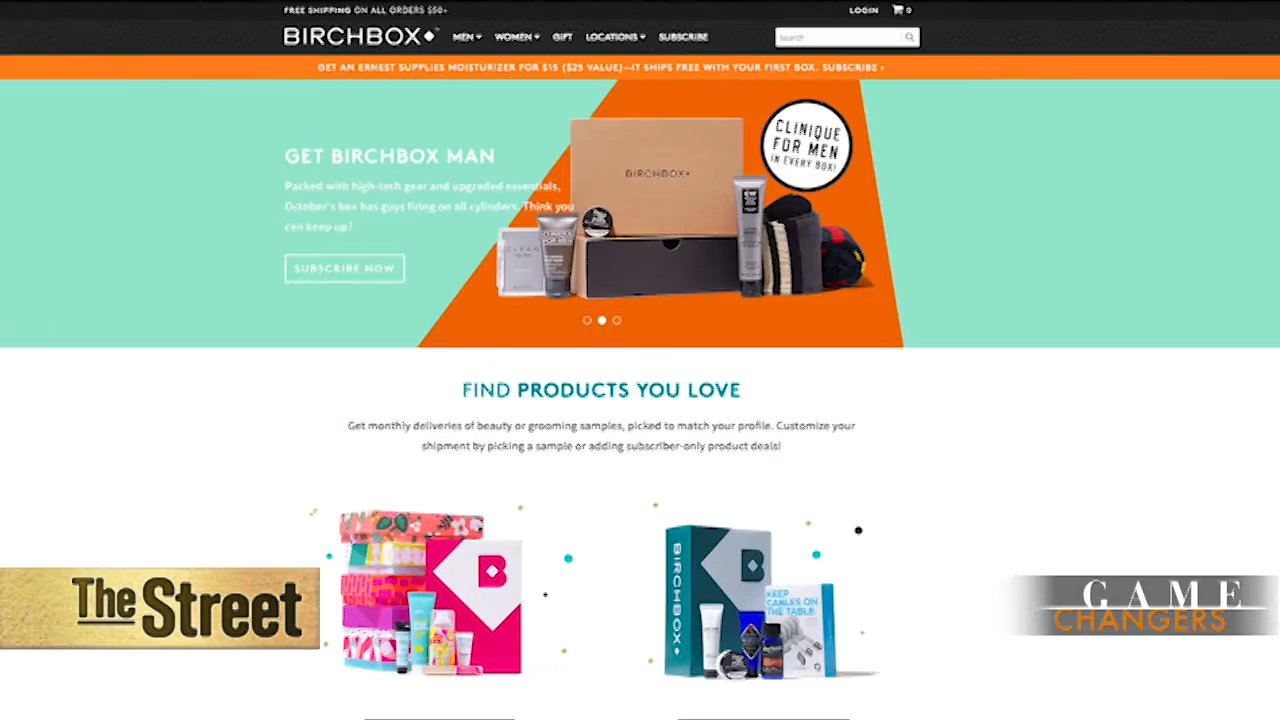 FREE SHIPPING ON ALL ORDERS $50+
LOGIN 0
BIRCHBOX MEN WOMEN GIFT LOCATIONS SUBSCRIBE
Search
GET AN ERNEST SUPPLIES MOISTURIZER FOR $15 ($25 VALUE)—IT SHIPS FREE WITH YOUR FIRST BOX. SUBSCRIBE ›
CLINIQUE
FOR MEN
IN EVERY BOX!
GET BIRCHBOX MAN
Packed with high-tech gear and upgraded essentials,
October's box has guys firing on all cylinders. Think you
can keep up?
SUBSCRIBE NOW
BIRCHBOX
CLEAN
FIND PRODUCTS YOU LOVE
Get monthly deliveries of beauty or grooming samples, picked to match your profile. Customize your
shipment by picking a sample or adding subscriber-only product deals!
B
BIRCHBOX
B
KEEP
CABLES ON
THE TABLE.
The Street
GAME
CHANGERS